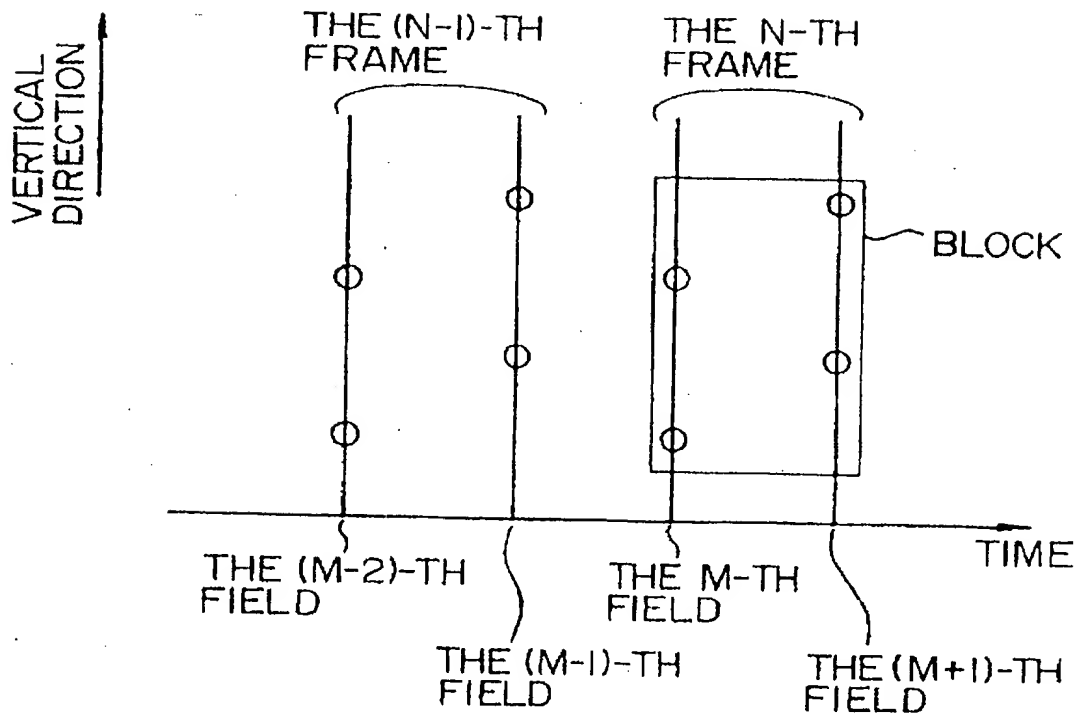 VERTICAL
DIRECTION
THE (N-1)-TH
FRAME
THE N-TH
FRAME
BLOCK
TIME
THE (M-2)-TH
FIELD
THE (M-1)-TH
FIELD
THE M-TH
FIELD
THE (M+1)-TH
FIELD